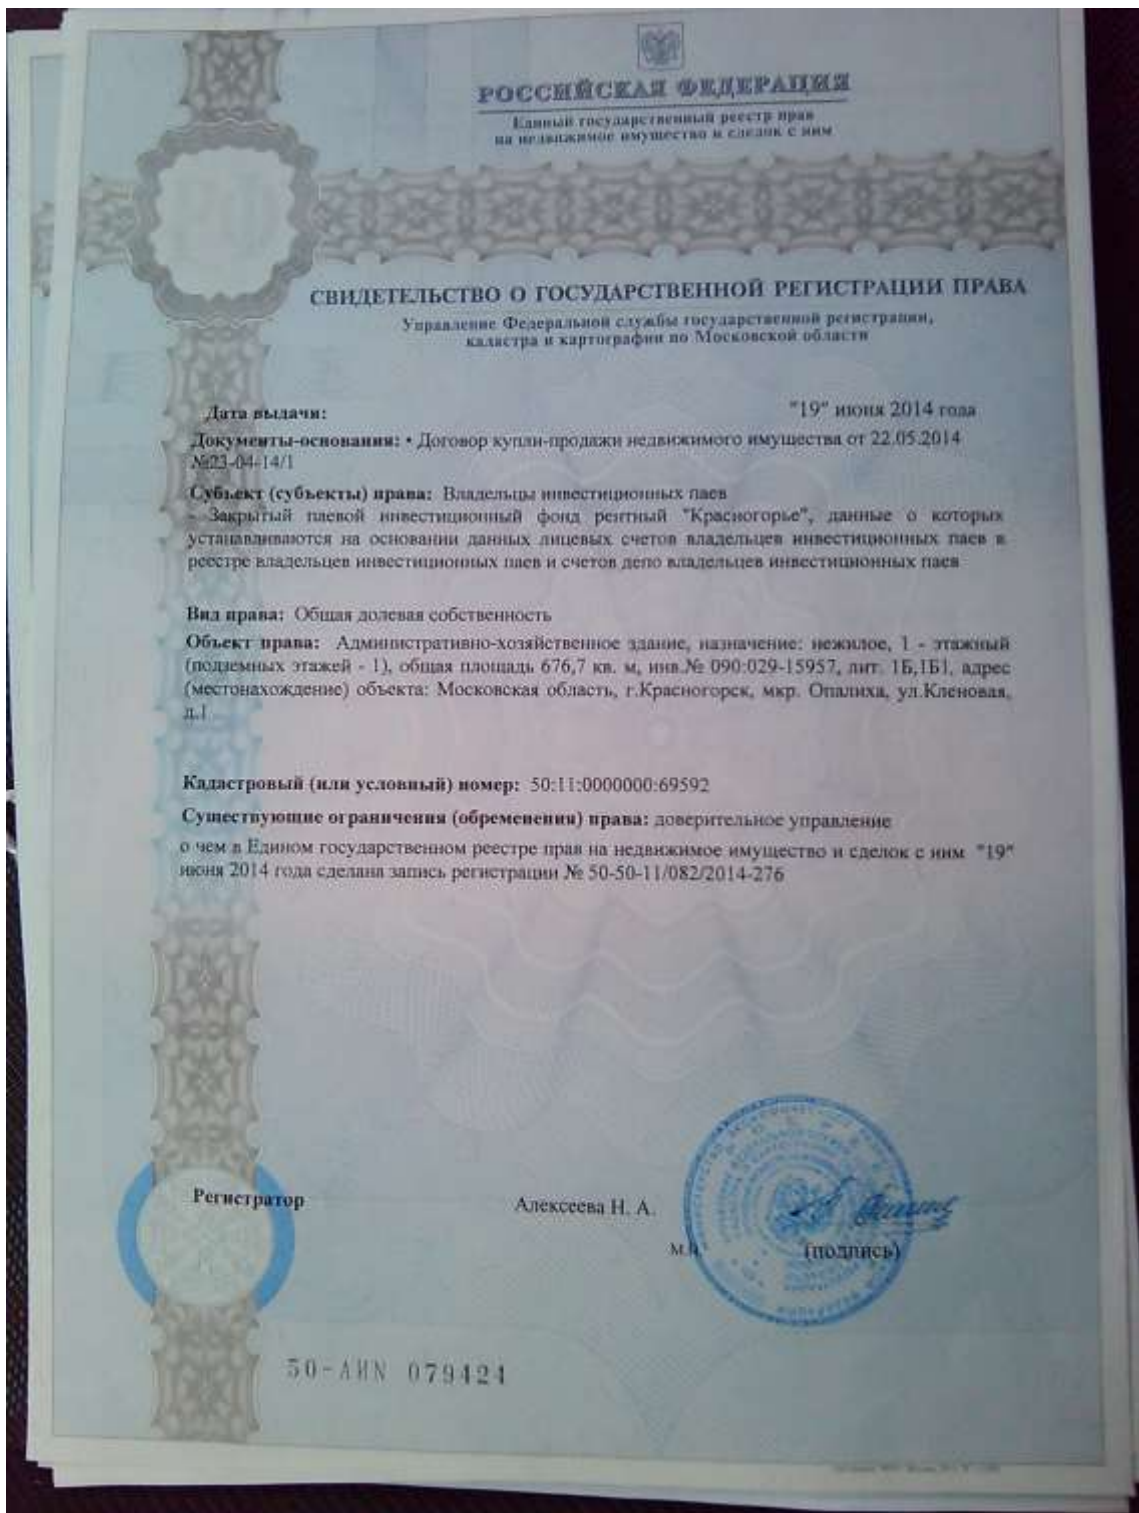 РОССИЙСКАЯ ФЕДЕРАЦИЯ
Единый государственный реестр прав
на недвижимое имущество и сделок с ним
СВИДЕТЕЛЬСТВО О ГОСУДАРСТВЕННОЙ РЕГИСТРАЦИИ ПРАВА
Управление Федеральной службы государственной регистрации,
кадастра и картографии по Московской области
Дата выдачи: "19" июня 2014 года
Документы-основания: • Договор купли-продажи недвижимого имущества от 22.05.2014
№23-04-14/1
Субъект (субъекты) права: Владельцы инвестиционных паев
- Закрытый паевой инвестиционный фонд рентный "Красногорье", данные о которых
устанавливаются на основании данных лицевых счетов владельцев инвестиционных паев в
реестре владельцев инвестиционных паев и счетов депо владельцев инвестиционных паев
Вид права: Общая долевая собственность
Объект права: Административно-хозяйственное здание, назначение: нежилое, 1 - этажный
(подземных этажей - 1), общая площадь 676,7 кв. м, инв.№ 090:029-15957, лит. 1Б,1Б1, адрес
(местонахождение) объекта: Московская область, г.Красногорск, мкр. Опалиха, ул.Кленовая,
д.1
Кадастровый (или условный) номер: 50:11:0000000:69592
Существующие ограничения (обременения) права: доверительное управление
о чем в Едином государственном реестре прав на недвижимое имущество и сделок с ним "19"
июня 2014 года сделана запись регистрации № 50-50-11/082/2014-276
Регистратор Алексеева Н. А.
М.П. (подпись)
50-АИN 079424